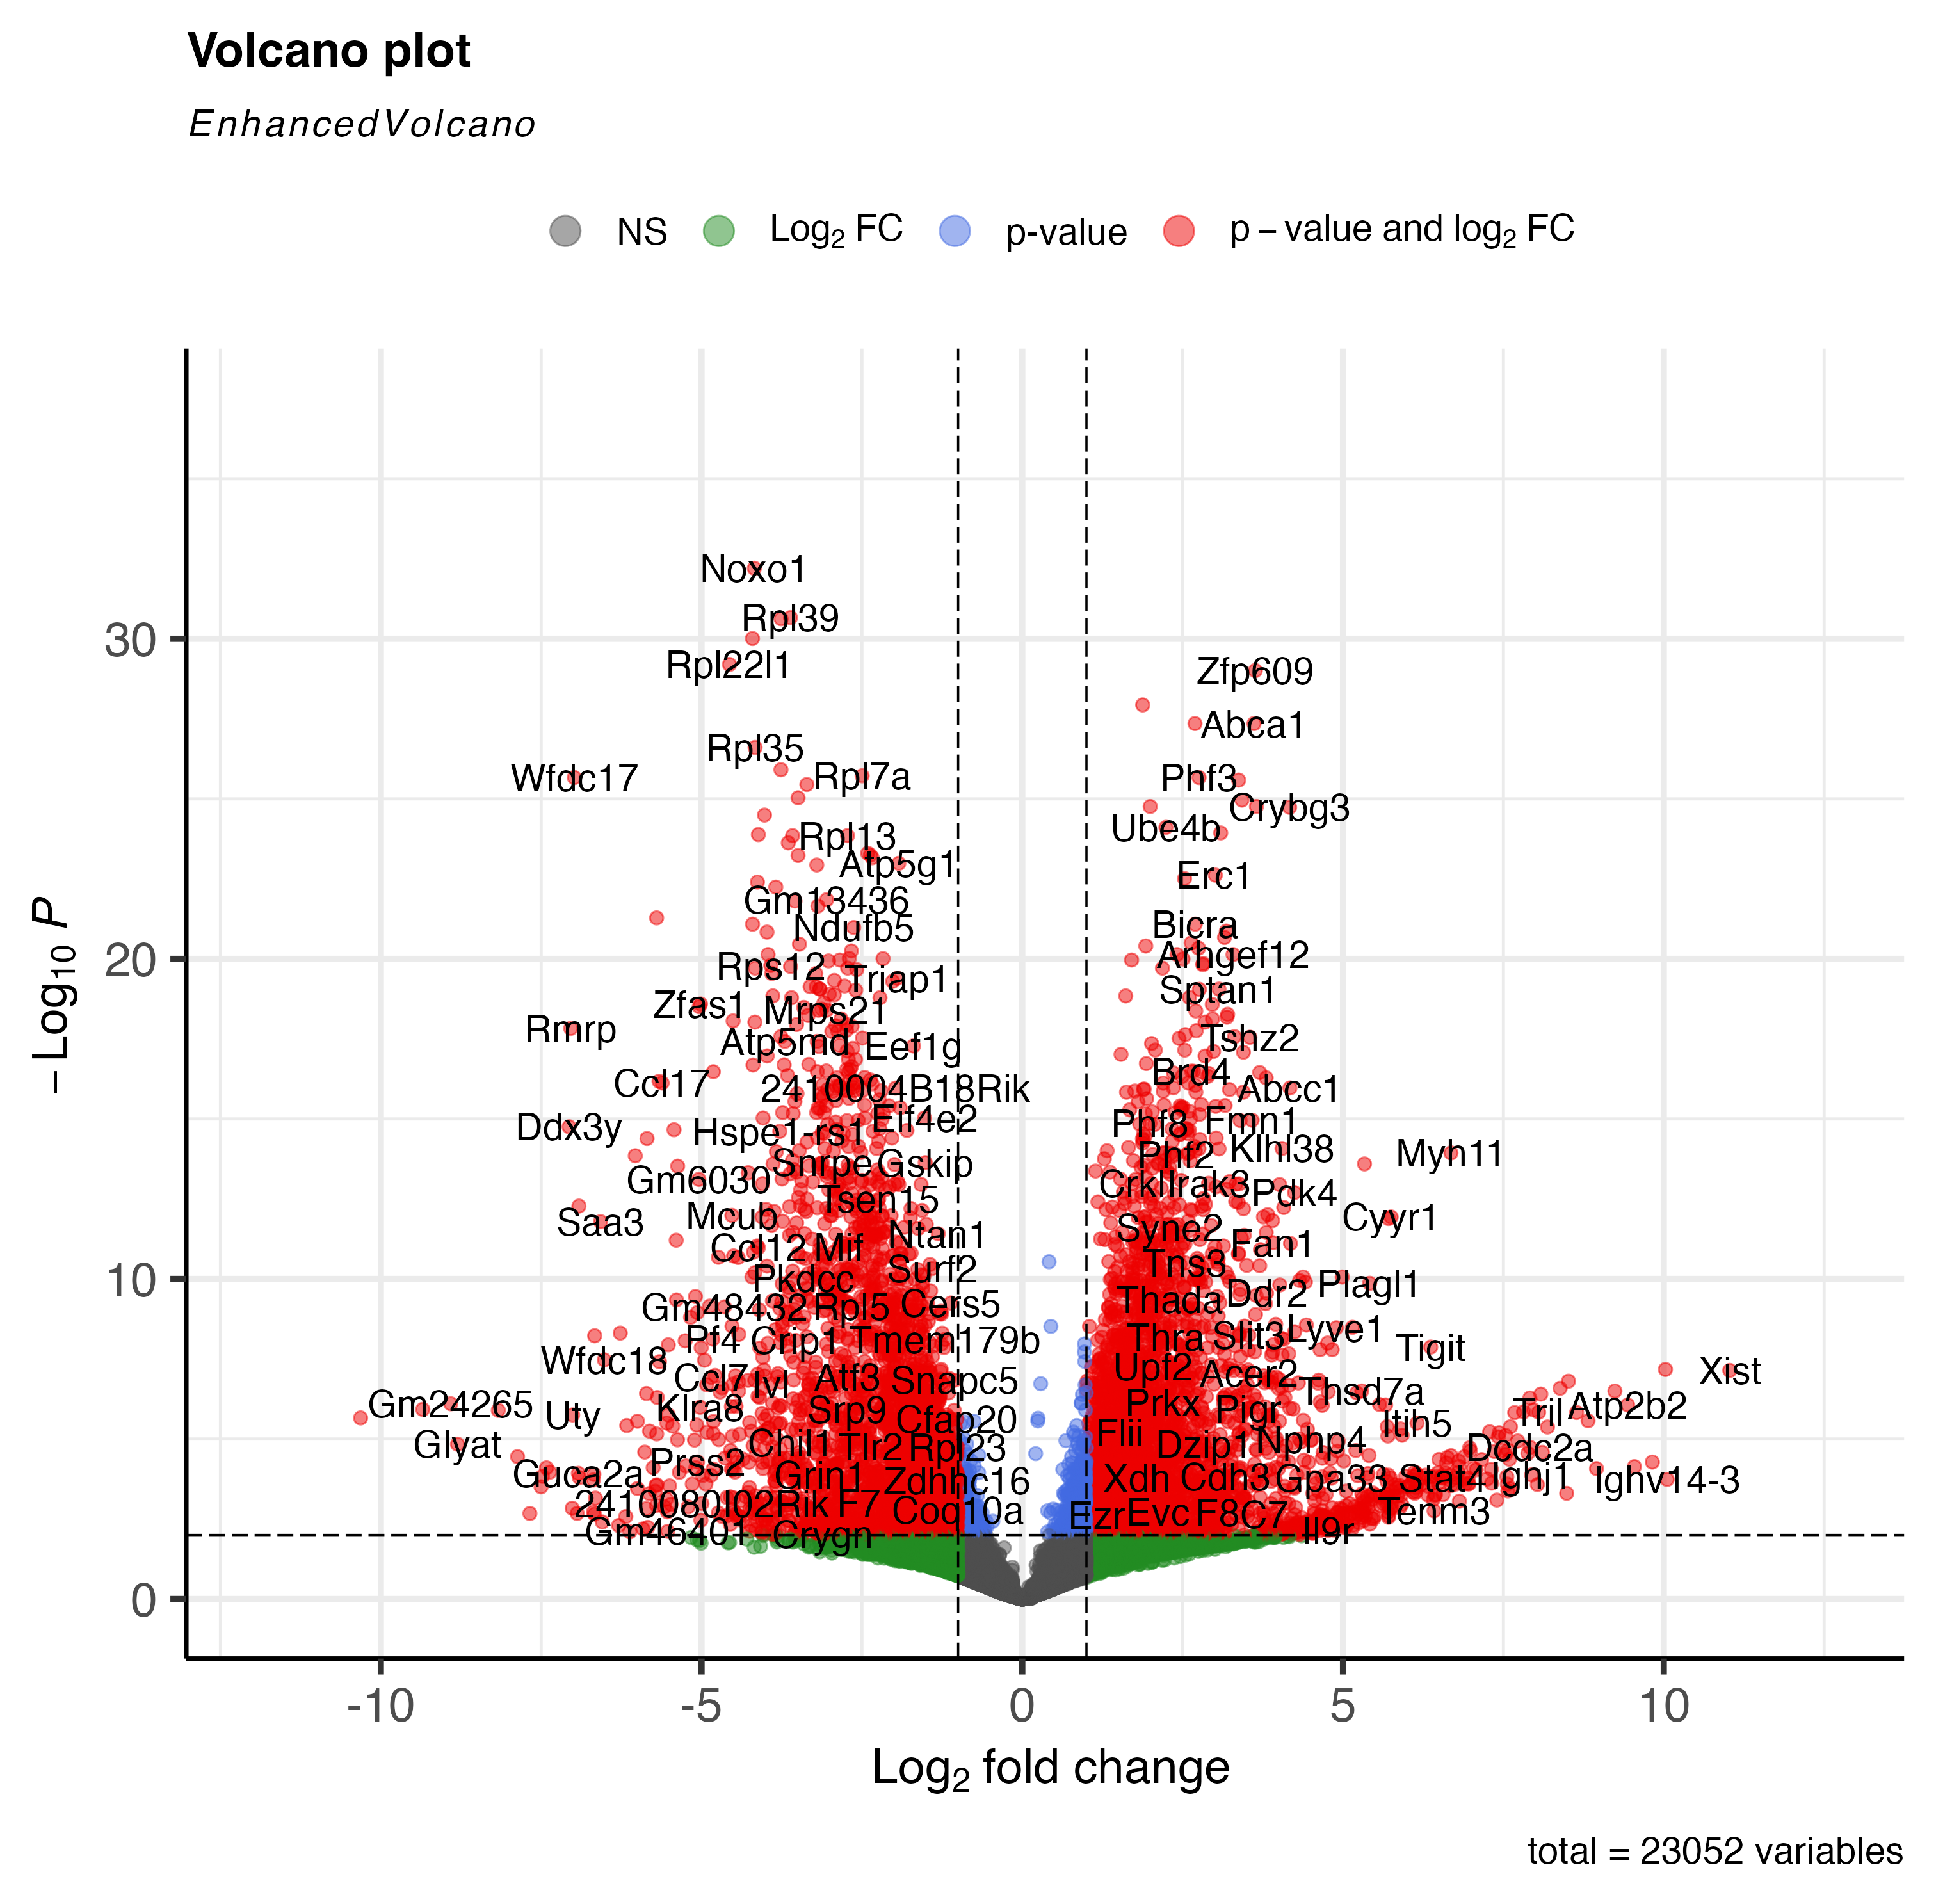 Volcano plot
EnhancedVolcano
NS Log2 FC p-value p – value and log2 FC
Noxo1
Rpl39
30
Rpl22l1
Zfp609
Abca1
Rpl35
Wfdc17 Rpl7a Phf3
Crybg3
Rpl13 Ube4b
Atp5g1
Erc1
Gm13436
Ndufb5 Bicra
20
Rps12 Arhgef12
Triap1
Sptan1
Zfas1 Mrps21
Rmrp
Atp5md Eef1g Tshz2
Brd4
Ccl17 2410004B18Rik Abcc1
Ddx3y Eif4e2 Phf8 Fmn1
Hspe1-rs1 Klhl38 Myn11
Snrpe Gskip Phf2
Gm6030 Crkl Irak3
Tsen15 Pdk4
Saa3 Mcub Cyyr1
Ntan1 Syne2
Ccl12 Mif Fan1
10
Pkdcc Surf2 Tns3 Plagl1
Gm48432 Rpl5 Cers5 Thada Ddr2
Pf4 Crip1 Tmem179b Thra Slit3 Lyve1
Wfdc18 Tigit
Ccl7 Ivl Atf3 Snapc5 Upf2 Acer2 Xist
Thsd7a
Gm24265 Uty Klra8 Srp9 Cfap20 Prkx Pigr Itih5 Tril Atp2b2
Glyat Chil1 Tlr2 Rpl23 Flii Dzip1 Nphp4 Dcdc2a
Guca2a Prss2 Grin1 Zdhhc16 Xdh Cdh3 Gpa33 Stat4 Ighj1 Ighv14-3
2410080I02Rik F7 Coq10a Ezr Evc F8 C7 Tenm3
Gm46401 Crygn Il9r
0
−Log10 P
-10 -5 0 5 10
Log2 fold change
total = 23052 variables